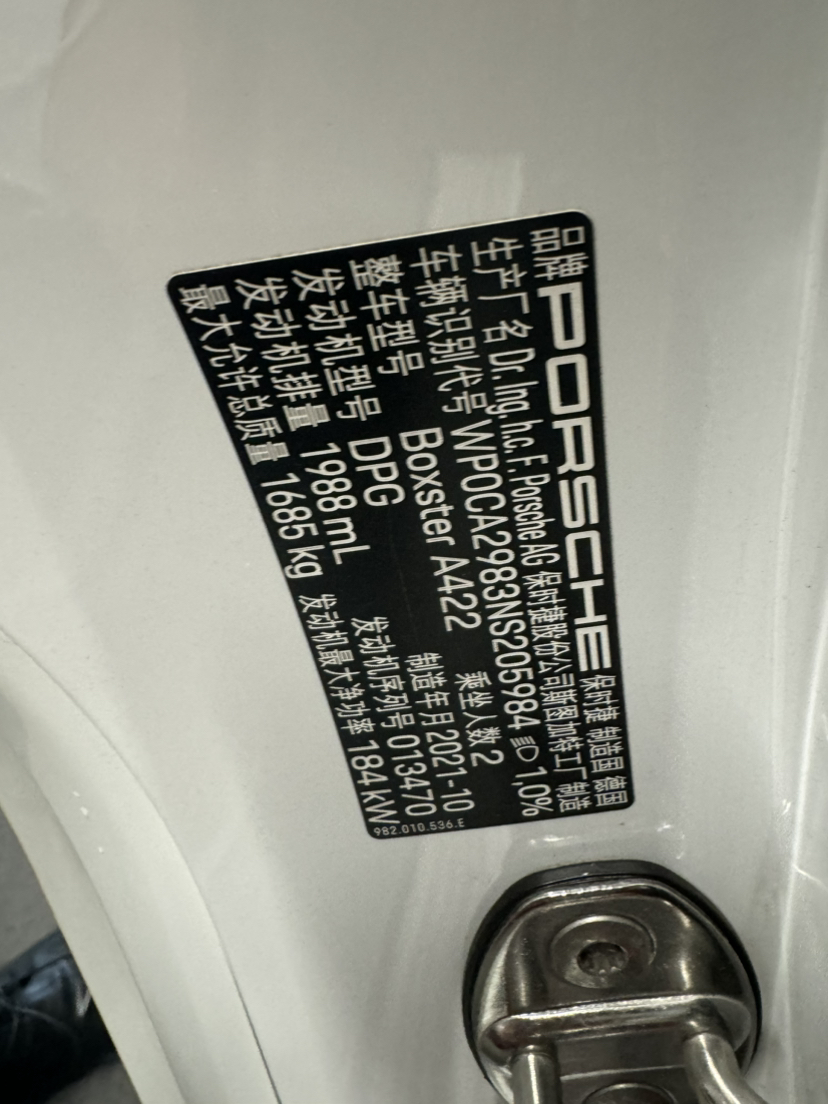 品牌 PORSCHE 保时捷 制造国 德国
生产厂名 Dr. Ing. h.c. F. Porsche AG 保时捷股份公司斯图加特工厂制造
车辆识别代号 WP0CA2983NS205984 1,0%
整车型号 Boxster A422 乘坐人数 2
发动机型号 DPG 制造年月 2021-10
发动机排量 1988 mL 发动机序列号 013470
最大允许总质量 1685 kg 发动机最大净功率 184 kW
982.010.536.E